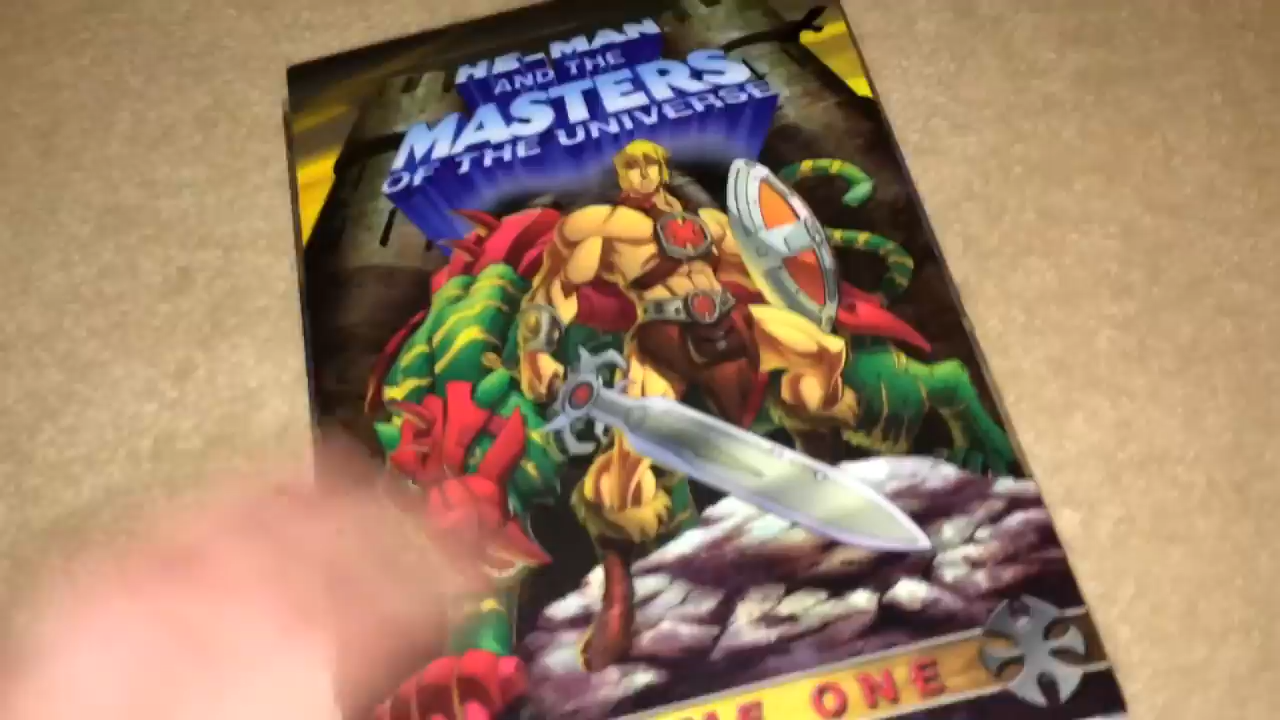 HE-MAN
AND THE
MASTERS
OF THE UNIVERSE
ONE